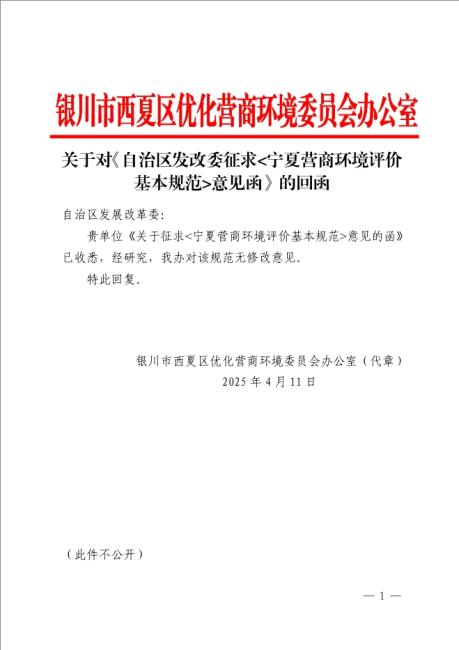 银川市西夏区优化营商环境委员会办公室
关于对《自治区发改委征求<宁夏营商环境评价
基本规范>意见函》的回函
自治区发展改革委：
贵单位《关于征求<宁夏营商环境评价基本规范>意见的函》
已收悉，经研究，我办对该规范无修改意见。
特此回复。
银川市西夏区优化营商环境委员会办公室（代章）
2025年4月11日
（此件不公开）
— 1 —